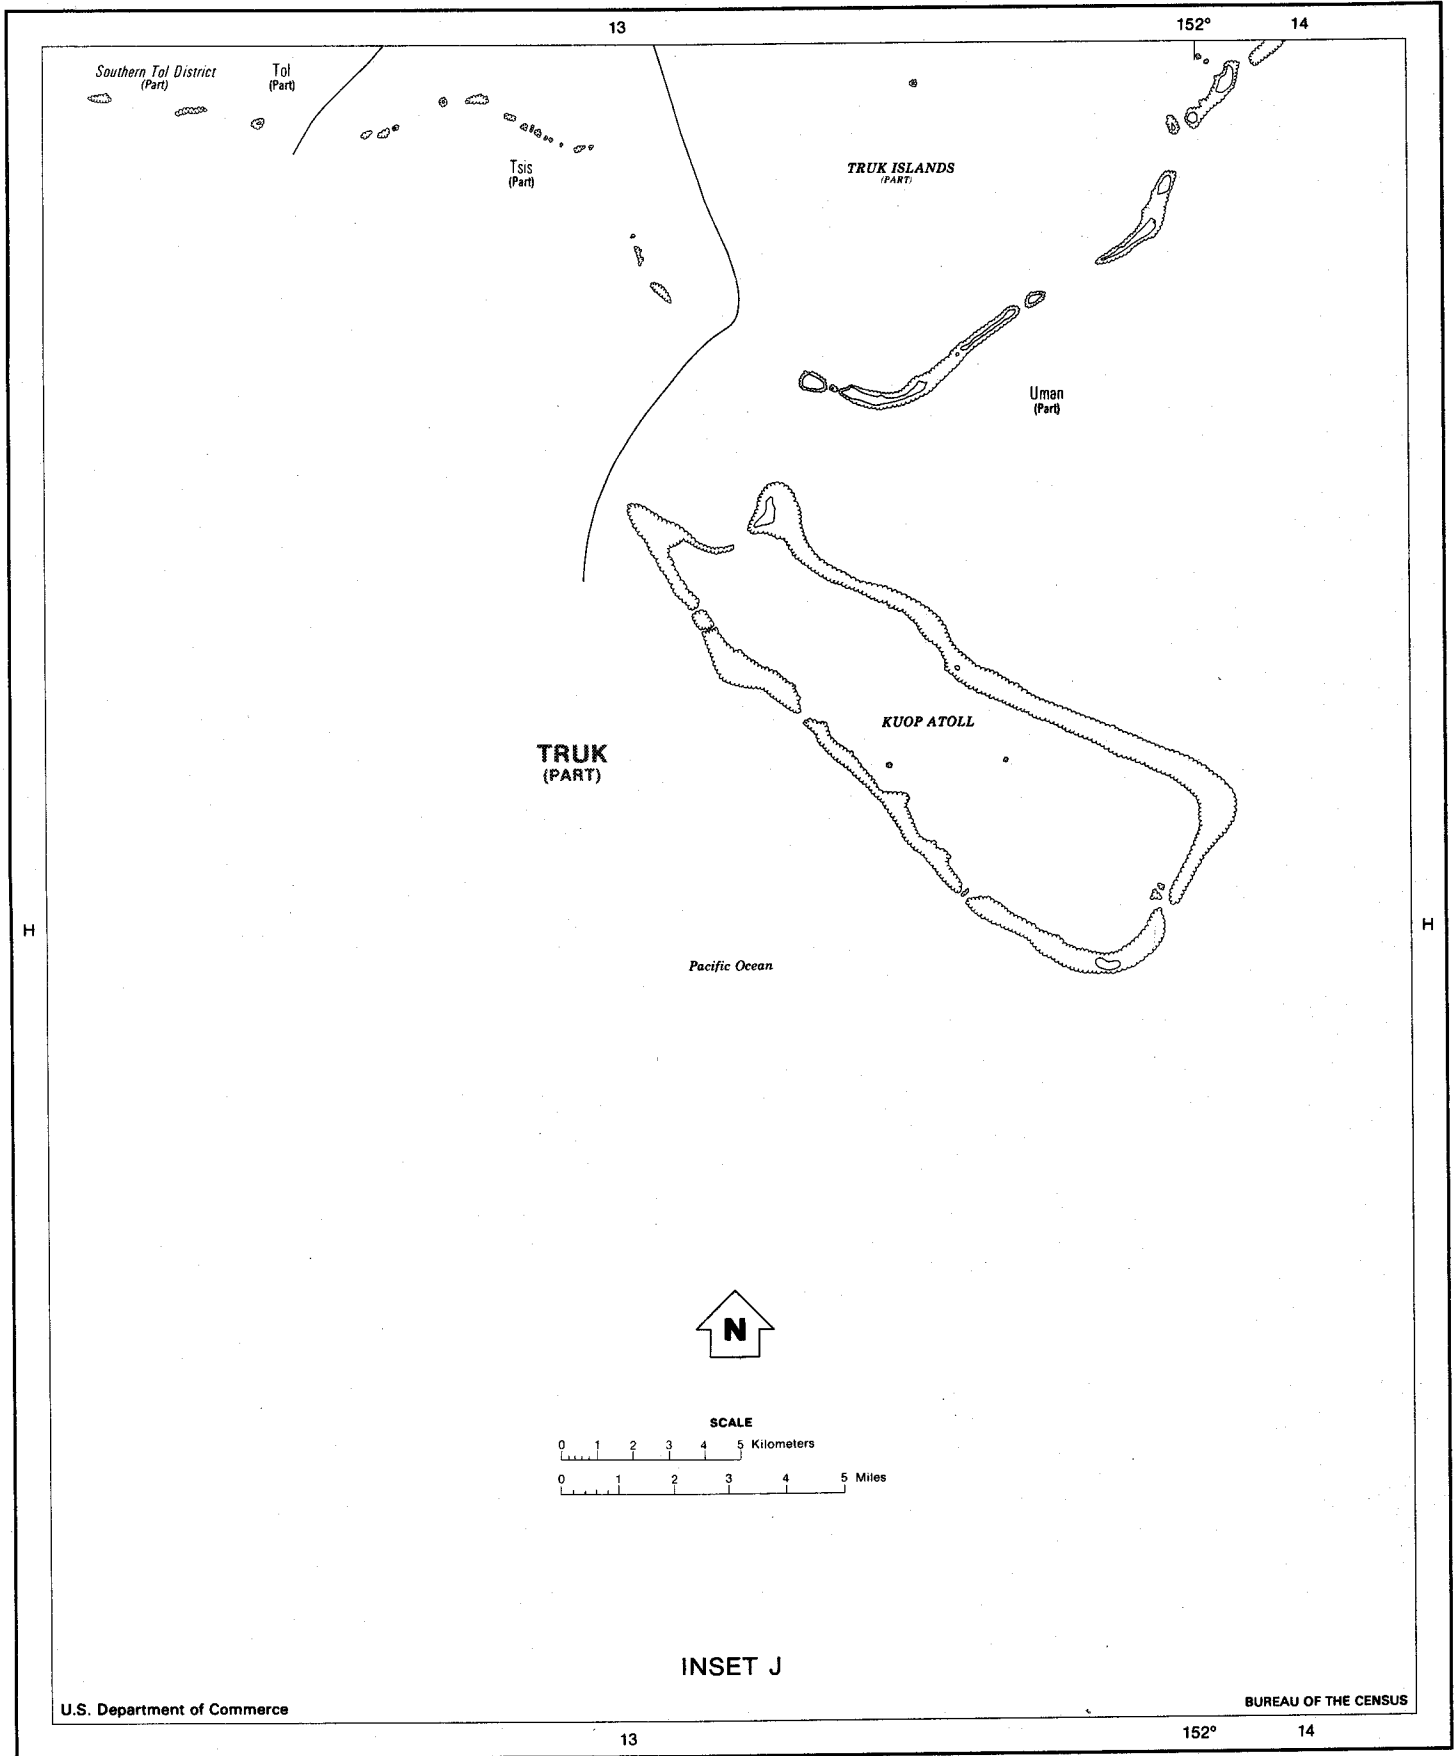 13 152° 14
Southern Tol District
(Part)
Tol
(Part)
Tsis
(Part)
TRUK ISLANDS
(PART)
Uman
(Part)
KUOP ATOLL
TRUK
(PART)
H H
Pacific Ocean
N
SCALE
0 1 2 3 4 5 Kilometers
0 1 2 3 4 5 Miles
INSET J
U.S. Department of Commerce
BUREAU OF THE CENSUS
13 152° 14